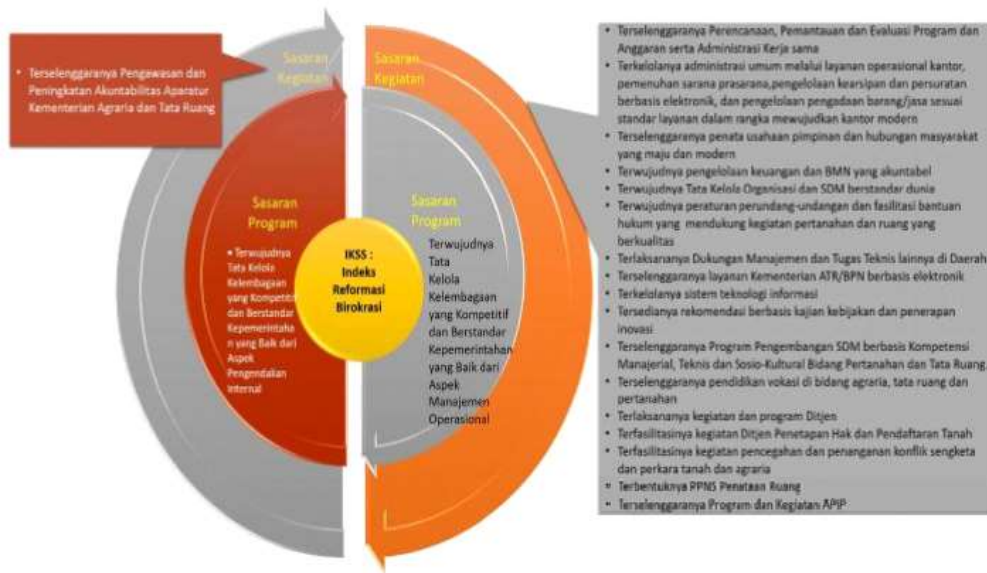 • Terselenggaranya Pengawasan dan
Peningkatan Akuntabilitas Aparatur
Kementerian Agraria dan Tata Ruang
Sasaran
Kegiatan
Sasaran
Program
• Terwujudnya
Tata Kelola
Kelembagaan
yang Kompetitif
dan Berstandar
Kepemerintaha
n yang Baik dari
Aspek
Pengendalian
Internal
IKSS :
Indeks
Reformasi
Birokrasi
Sasaran
Kegiatan
Sasaran
Program
Terwujudnya
Tata
Kelola
Kelembagaan
yang Kompetitif
dan Berstandar
Kepemerintahan
yang Baik dari
Aspek
Manajemen
Operasional
• Terselenggaranya Perencanaan, Pemantauan dan Evaluasi Program dan
Anggaran serta Administrasi Kerja sama
• Terkelolanya administrasi umum melalui layanan operasional kantor,
pemenuhan sarana prasarana,pengelolaan kearsipan dan persuratan
berbasis elektronik, dan pengelolaan pengadaan barang/jasa sesuai
standar layanan dalam rangka mewujudkan kantor modern
• Terselenggaranya penata usahaan pimpinan dan hubungan masyarakat
yang maju dan modern
• Terwujudnya pengelolaan keuangan dan BMN yang akuntabel
• Terwujudnya Tata Kelola Organisasi dan SDM berstandar dunia
• Terwujudnya peraturan perundang-undangan dan fasilitasi bantuan
hukum yang mendukung kegiatan pertanahan dan ruang yang
berkualitas
• Terlaksananya Dukungan Manajemen dan Tugas Teknis lainnya di Daerah
• Terselenggaranya layanan Kementerian ATR/BPN berbasis elektronik
• Terkelolanya sistem teknologi informasi
• Tersedianya rekomendasi berbasis kajian kebijakan dan penerapan
inovasi
• Terselenggaranya Program Pengembangan SDM berbasis Kompetensi
Manajerial, Teknis dan Sosio-Kultural Bidang Pertanahan dan Tata Ruang
• Terselenggaranya pendidikan vokasi di bidang agraria, tata ruang dan
pertanahan
• Terlaksananya kegiatan dan program Ditjen
• Terfasilitasinya kegiatan Ditjen Penetapan Hak dan Pendaftaran Tanah
• Terfasilitasinya kegiatan pencegahan dan penanganan konflik sengketa
dan perkara tanah dan agraria
• Terbentuknya PPNS Penataan Ruang
• Terselenggaranya Program dan Kegiatan APIP